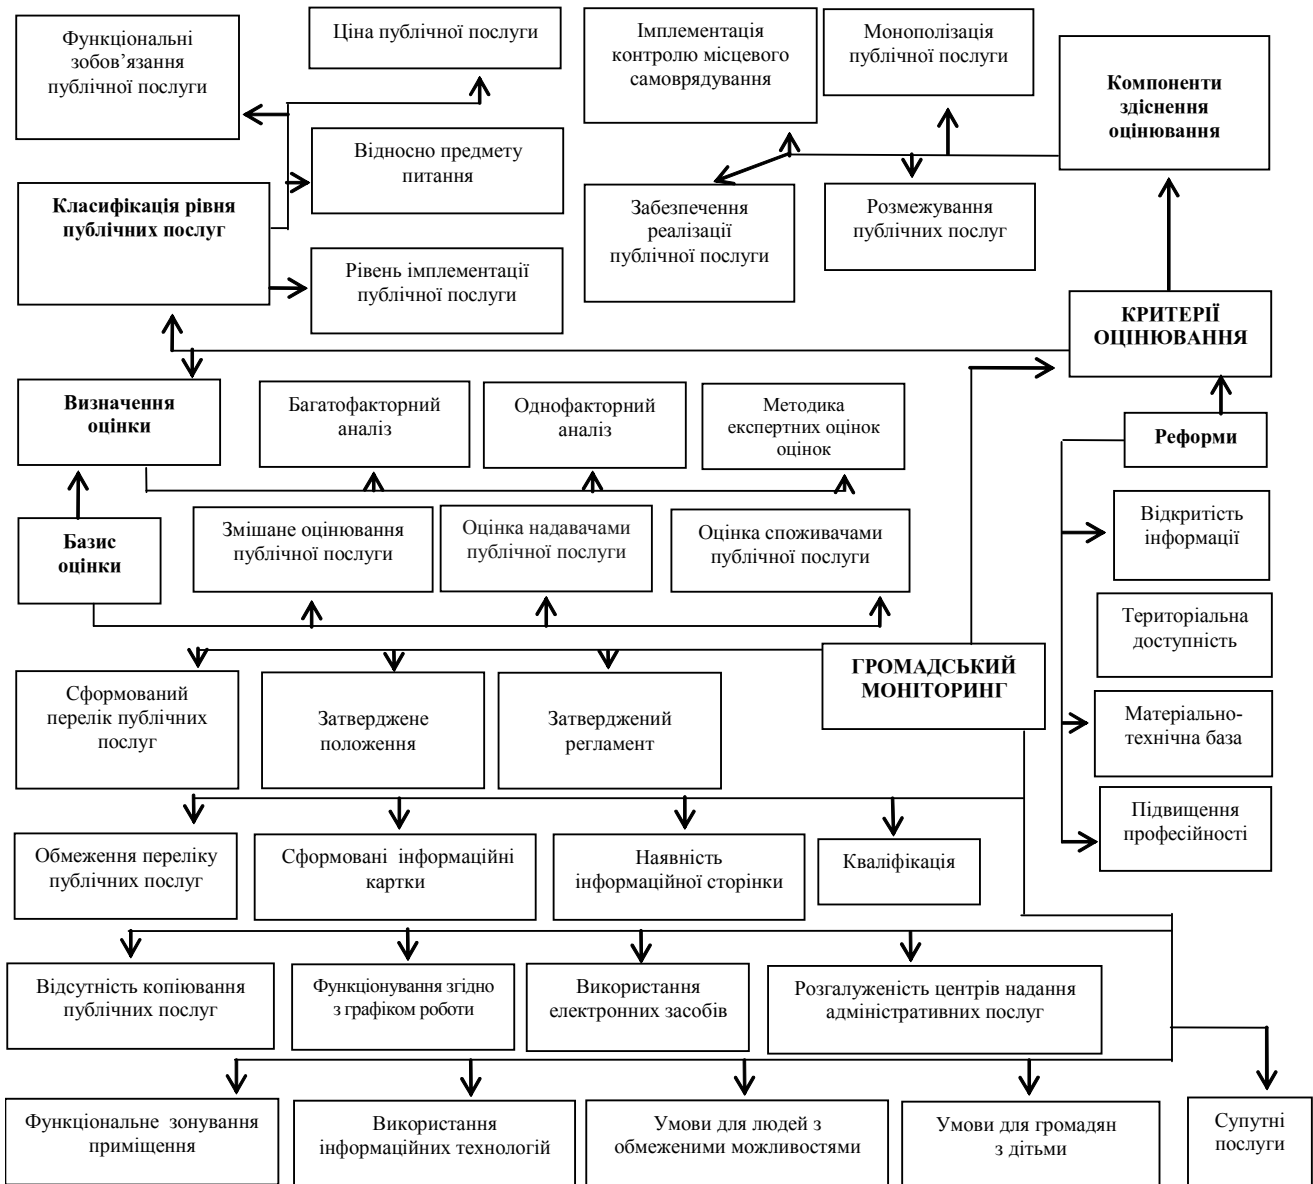 Функціональні
зобов’язання
публічної послуги
Ціна публічної послуги
Імплементація
контролю місцевого
самоврядування
Монополізація
публічної послуги
Компоненти
здіснення
оцінювання
Відносно предмету
питання
Класифікація рівня
публічних послуг
Забезпечення
реалізації
публічної послуги
Розмежування
публічних послуг
Рівень імплементації
публічної послуги
КРИТЕРІЇ
ОЦІНЮВАННЯ
Визначення
оцінки
Багатофакторний
аналіз
Однофакторний
аналіз
Методика
експертних оцінок
оцінок
Реформи
Базис
оцінки
Змішане оцінювання
публічної послуги
Оцінка надавачами
публічної послуги
Оцінка споживачами
публічної послуги
Відкритість
інформації
Територіальна
доступність
ГРОМАДСЬКИЙ
МОНІТОРИНГ
Сформований
перелік публічних
послуг
Затверджене
положення
Затверджений
регламент
Матеріально-
технічна база
Підвищення
професійності
Обмеження переліку
публічних послуг
Сформовані інформаційні
картки
Наявність
інформаційної сторінки
Кваліфікація
Відсутність копіювання
публічних послуг
Функціонування згідно
з графіком роботи
Використання
електронних засобів
Розгалуженість центрів надання
адміністративних послуг
Функціональне зонування
приміщення
Використання
інформаційних технологій
Умови для людей з
обмеженими можливостями
Умови для громадян
з дітьми
Супутні
послуги